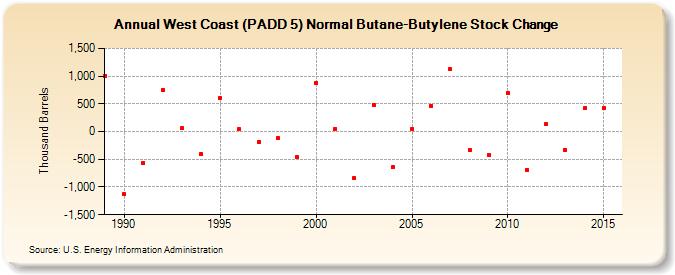 Annual West Coast (PADD 5) Normal Butane-Butylene Stock Change
Thousand Barrels
1,500
1,000
500
0
-500
-1,000
-1,500
1990 1995 2000 2005 2010 2015
Source: U.S. Energy Information Administration